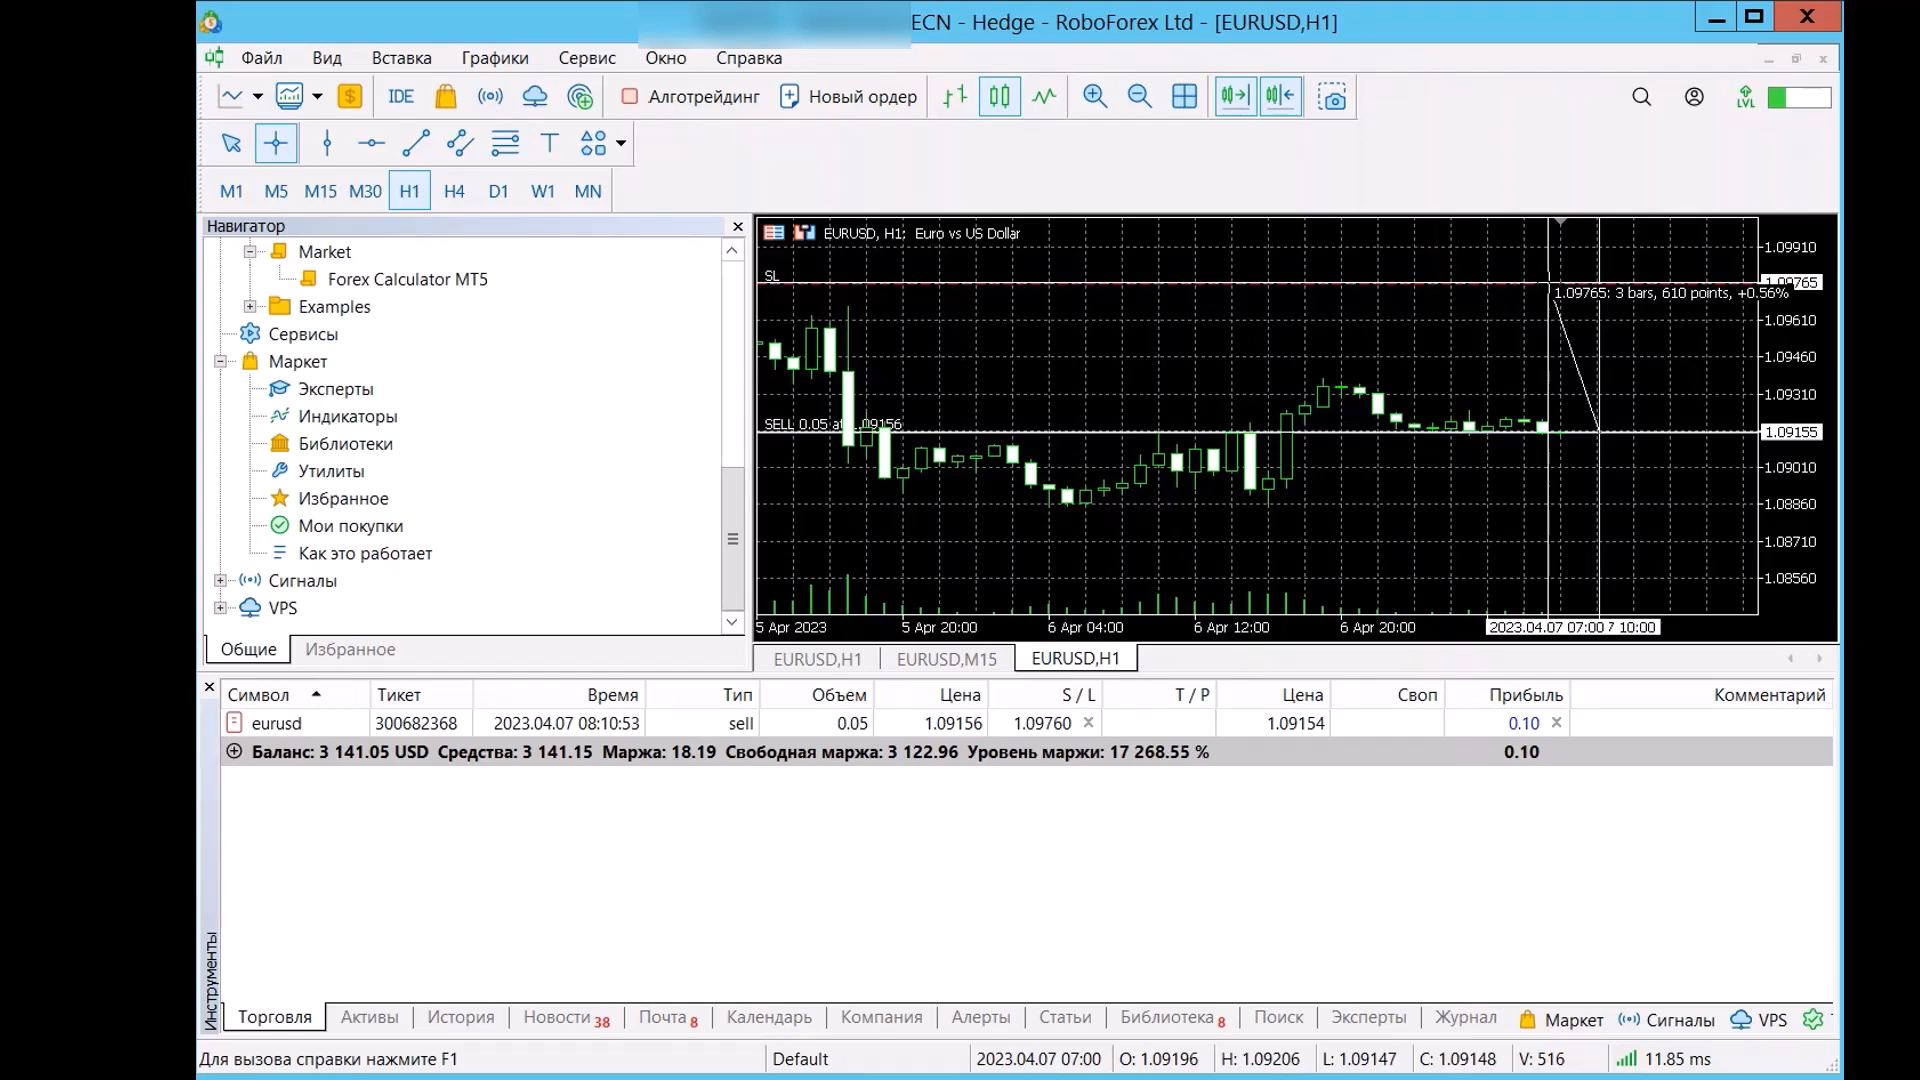 ECN - Hedge - RoboForex Ltd - [EURUSD,H1]
Файл Вид Вставка Графики Сервис Окно Справка
$ IDE Алготрейдинг Новый ордер LVL
T
M1 M5 M15 M30 H1 H4 D1 W1 MN
Навигатор
Market
Forex Calculator MT5
Examples
Сервисы
Маркет
Эксперты
Индикаторы
Библиотеки
Утилиты
Избранное
Мои покупки
Как это работает
Сигналы
VPS
Общие Избранное
EURUSD, H1: Euro vs US Dollar
SL
1.09765: 3 bars, 610 points, +0.56%
SELL 0.05 at 1.09156
1.09910
1.09765
1.09610
1.09460
1.09310
1.09155
1.09010
1.08860
1.08710
1.08560
5 Apr 2023 5 Apr 20:00 6 Apr 04:00 6 Apr 12:00 6 Apr 20:00 2023.04.07 07:00 7 10:00
EURUSD,H1 EURUSD,M15 EURUSD,H1
Символ Тикет Время Тип Объем Цена S / L T / P Цена Своп Прибыль Комментарий
eurusd 300682368 2023.04.07 08:10:53 sell 0.05 1.09156 1.09760 1.09154 0.10
Баланс: 3 141.05 USD Средства: 3 141.15 Маржа: 18.19 Свободная маржа: 3 122.96 Уровень маржи: 17 268.55 % 0.10
Инструменты
Торговля Активы История Новости 38 Почта 8 Календарь Компания Алерты Статьи Библиотека 8 Поиск Эксперты Журнал Маркет Сигналы VPS
Для вызова справки нажмите F1 Default 2023.04.07 07:00 O: 1.09196 H: 1.09206 L: 1.09147 C: 1.09148 V: 516 11.85 ms